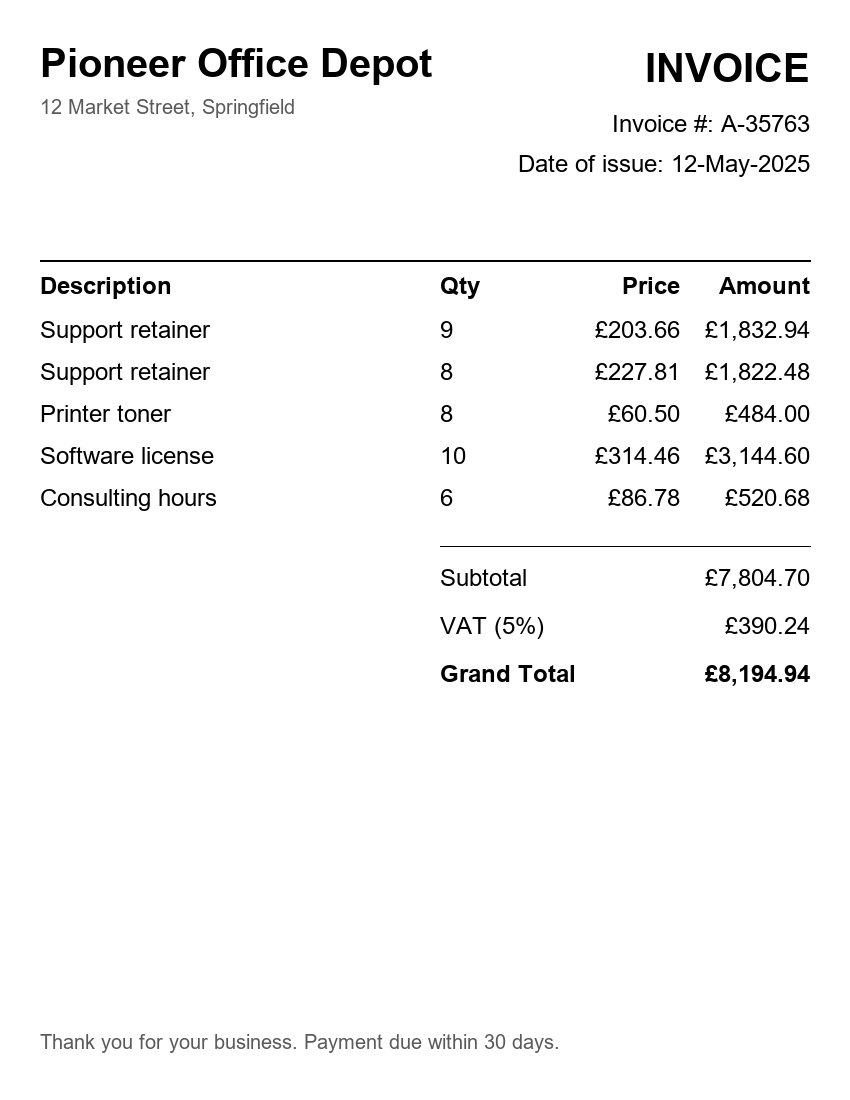 Pioneer Office Depot
12 Market Street, Springfield
INVOICE
Invoice #: A-35763
Date of issue: 12-May-2025
Description Qty Price Amount
Support retainer 9 £203.66 £1,832.94
Support retainer 8 £227.81 £1,822.48
Printer toner 8 £60.50 £484.00
Software license 10 £314.46 £3,144.60
Consulting hours 6 £86.78 £520.68
Subtotal £7,804.70
VAT (5%) £390.24
Grand Total £8,194.94
Thank you for your business. Payment due within 30 days.